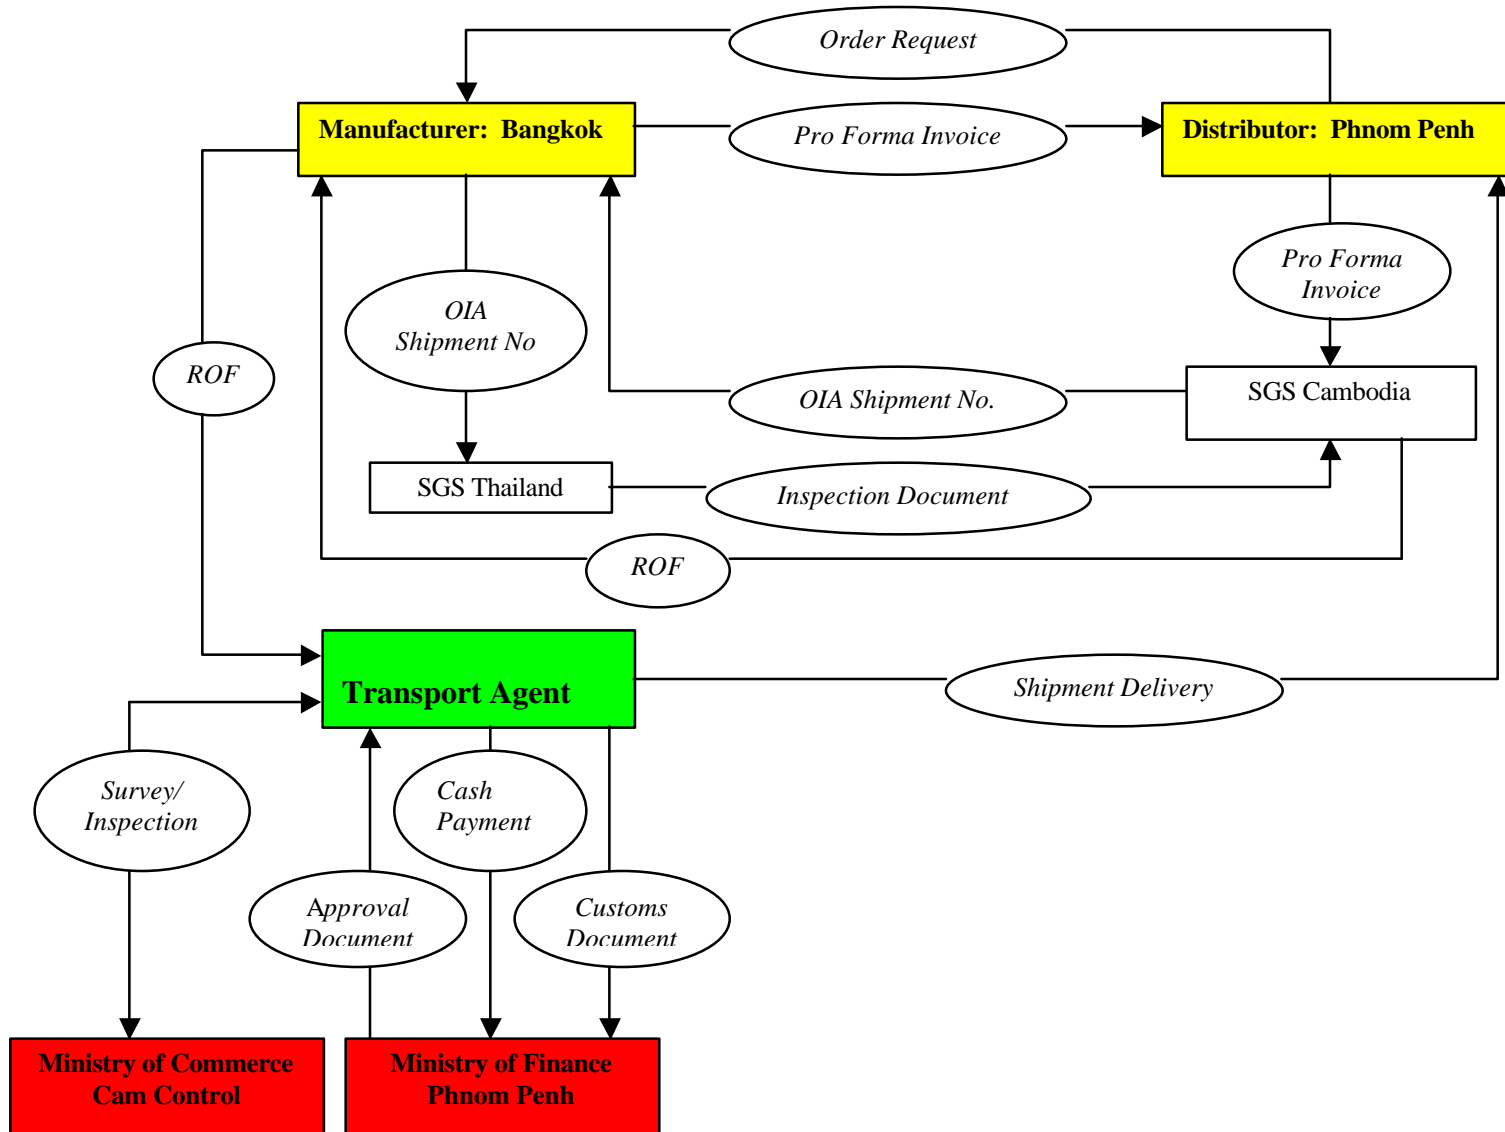 Order Request
Manufacturer: Bangkok
Pro Forma Invoice
Distributor: Phnom Penh
Pro Forma
Invoice
OIA
Shipment No
ROF
OIA Shipment No.
SGS Cambodia
SGS Thailand
Inspection Document
ROF
Transport Agent
Shipment Delivery
Survey/
Inspection
Cash
Payment
Approval
Document
Customs
Document
Ministry of Commerce
Cam Control
Ministry of Finance
Phnom Penh